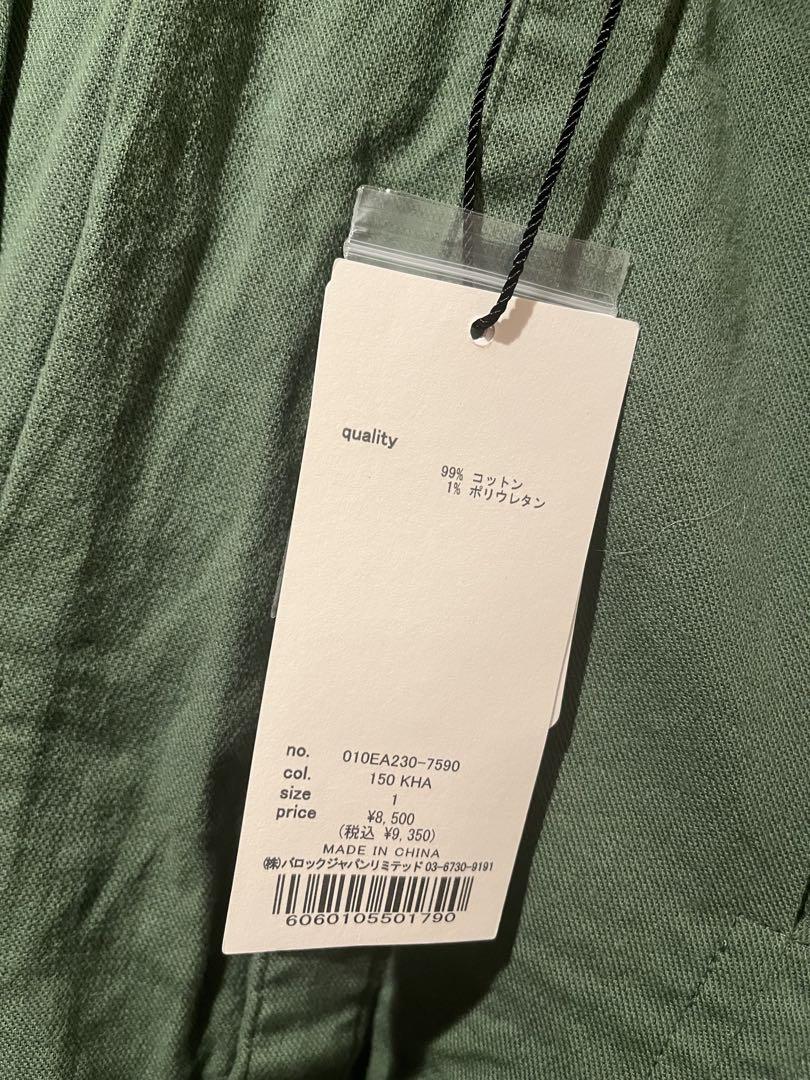 quality
99% コットン
1% ポリウレタン
no. 010EA230-7590
col. 150 KHA
size 1
price ¥8,500
(税込 ¥9,350)
MADE IN CHINA
(株)バロックジャパンリミテッド 03-6730-9191
6060105501790